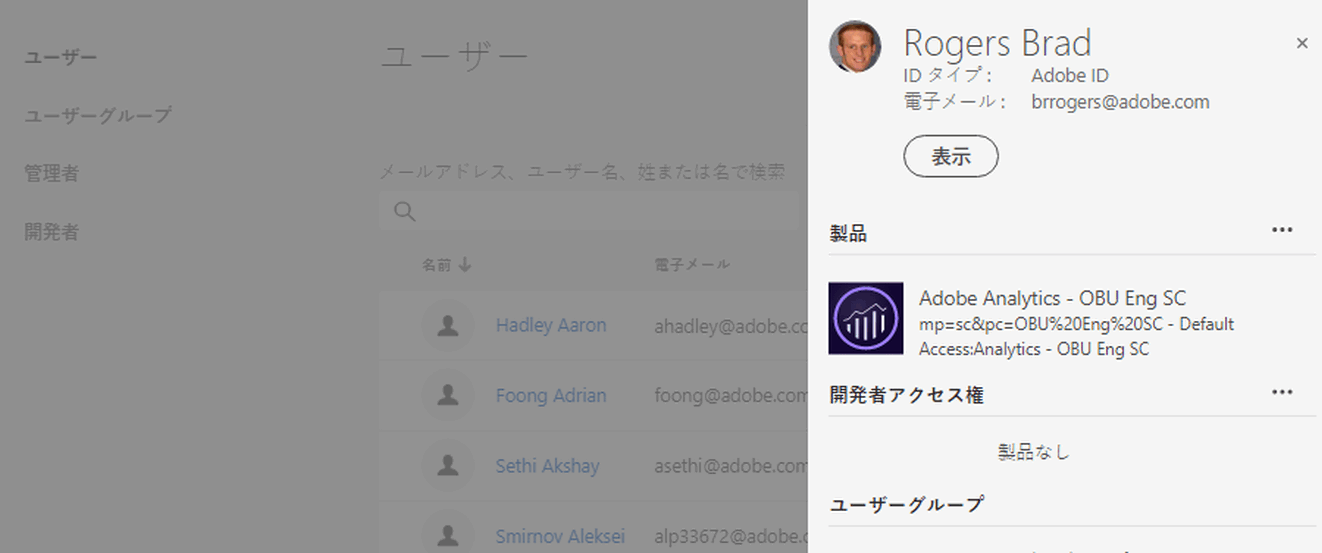 ユーザー
ユーザーグループ
管理者
開発者
ユーザー
メールアドレス、ユーザー名、姓または名で検索
名前 電子メール
Hadley Aaron ahadley@adobe.co
Foong Adrian foong@adobe.com
Sethi Akshay asethi@adobe.com
Smirnov Aleksei alp33672@adobe.c
Rogers Brad
ID タイプ： Adobe ID
電子メール： brrogers@adobe.com
表示
製品
Adobe Analytics - OBU Eng SC
mp=sc&pc=OBU%20Eng%20SC - Default
Access:Analytics - OBU Eng SC
開発者アクセス権
製品なし
ユーザーグループ